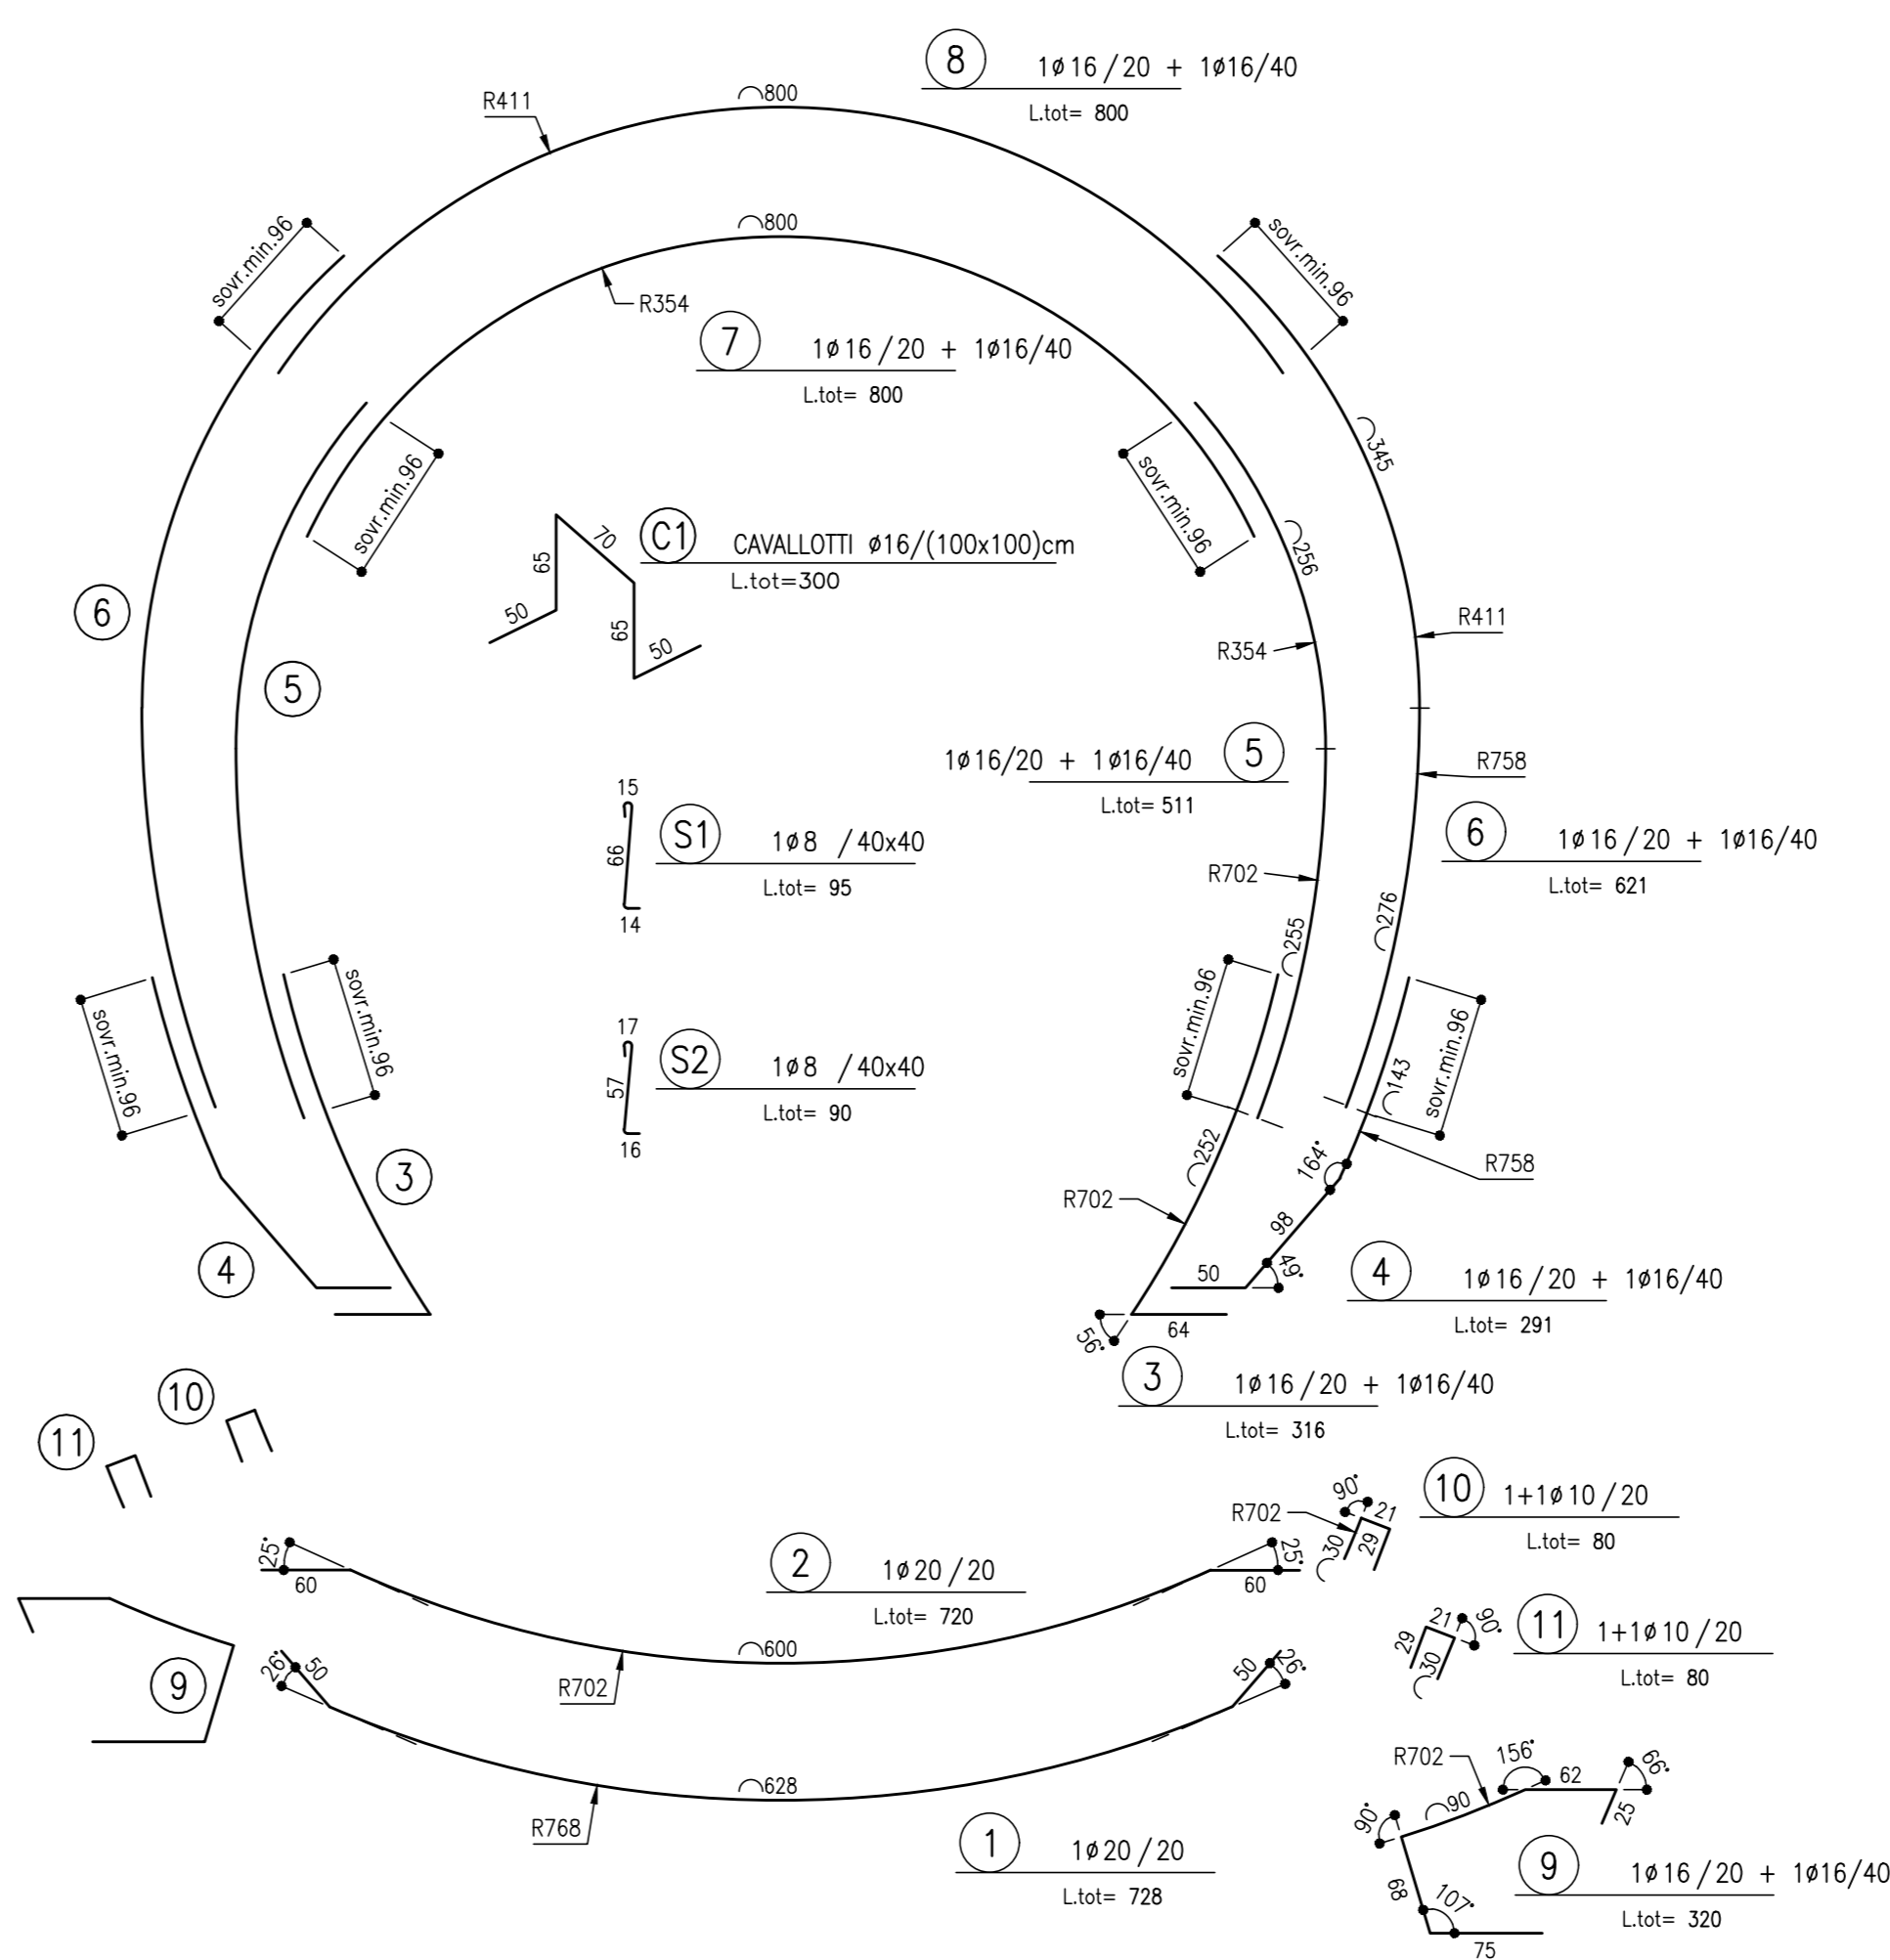 8 1ø16/20 + 1ø16/40
L.tot= 800
R411
⌒800
sovr.min.96
sovr.min.96
⌒800
R354
7 1ø16/20 + 1ø16/40
L.tot= 800
⌒345
sovr.min.96
sovr.min.96
C1 CAVALLOTTI ø16/(100x100)cm
L.tot=300
50
65
70
65
50
⌒256
6
5
R411
R354
1ø16/20 + 1ø16/40 5
L.tot= 511
R758
6 1ø16/20 + 1ø16/40
L.tot= 621
15
66
14
S1 1ø8 /40x40
L.tot= 95
R702
⌒255
⌒276
sovr.min.96
sovr.min.96
sovr.min.96
sovr.min.96
17
57
16
S2 1ø8 /40x40
L.tot= 90
⌒143
⌒252
164°
R758
R702
3
4
98
49°
50
4 1ø16/20 + 1ø16/40
L.tot= 291
56°
64
3 1ø16/20 + 1ø16/40
L.tot= 316
10
11
90°
21
R702
⌒30
29
10 1+1ø10/20
L.tot= 80
25°
60
2 1ø20/20
L.tot= 720
25°
60
⌒600
R702
21
90°
29
⌒30
11 1+1ø10/20
L.tot= 80
9
26°
50
50
26°
⌒628
R768
1 1ø20/20
L.tot= 728
R702
156°
62
66°
25
90°
⌒90
68
107°
75
9 1ø16/20 + 1ø16/40
L.tot= 320